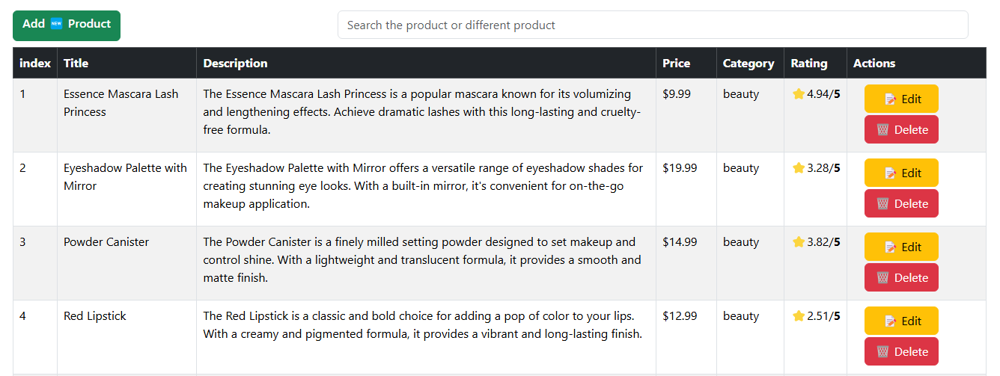 Add 🆕 Product
Search the product or different product
index Title Description Price Category Rating Actions
1 Essence Mascara Lash The Essence Mascara Lash Princess is a popular mascara known for its volumizing $9.99 beauty ⭐4.94/5 📝 Edit
Princess and lengthening effects. Achieve dramatic lashes with this long-lasting and cruelty-
free formula. 🗑️ Delete
2 Eyeshadow Palette with The Eyeshadow Palette with Mirror offers a versatile range of eyeshadow shades for $19.99 beauty ⭐3.28/5 📝 Edit
Mirror creating stunning eye looks. With a built-in mirror, it's convenient for on-the-go
makeup application. 🗑️ Delete
3 Powder Canister The Powder Canister is a finely milled setting powder designed to set makeup and $14.99 beauty ⭐3.82/5 📝 Edit
control shine. With a lightweight and translucent formula, it provides a smooth and
matte finish. 🗑️ Delete
4 Red Lipstick The Red Lipstick is a classic and bold choice for adding a pop of color to your lips. $12.99 beauty ⭐2.51/5 📝 Edit
With a creamy and pigmented formula, it provides a vibrant and long-lasting finish.
🗑️ Delete